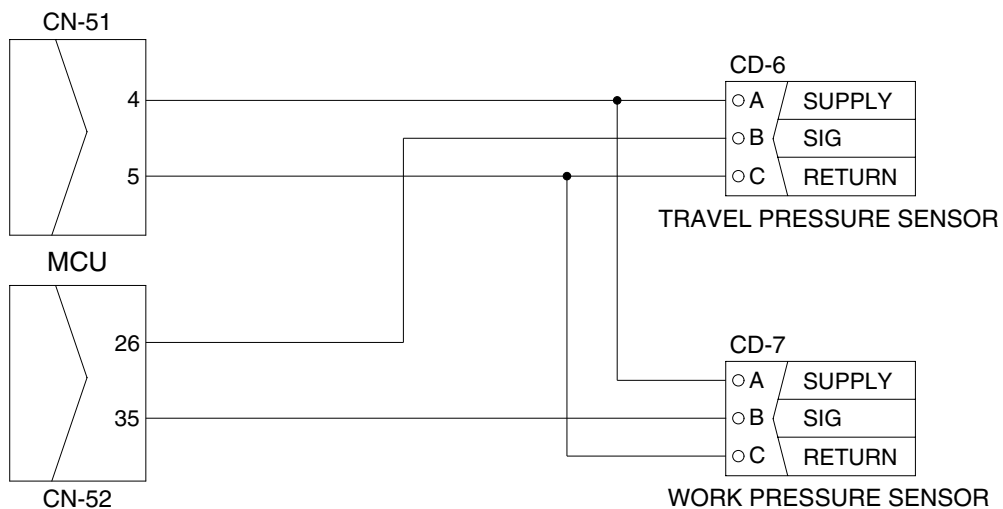 CN-51
4
5
MCU
26
35
CN-52
CD-6
A SUPPLY
B SIG
C RETURN
TRAVEL PRESSURE SENSOR
CD-7
A SUPPLY
B SIG
C RETURN
WORK PRESSURE SENSOR